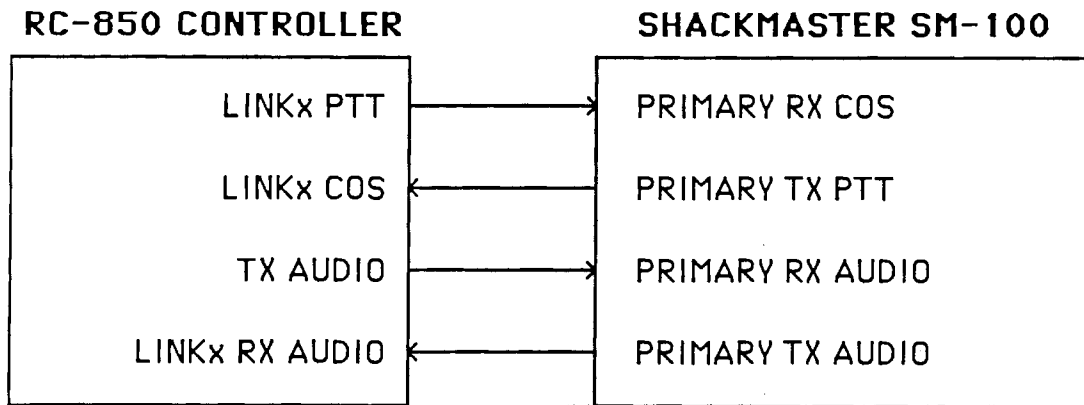 RC-850 CONTROLLER
SHACKMASTER SM-100
LINKx PTT
PRIMARY RX COS
LINKx COS
PRIMARY TX PTT
TX AUDIO
PRIMARY RX AUDIO
LINKx RX AUDIO
PRIMARY TX AUDIO